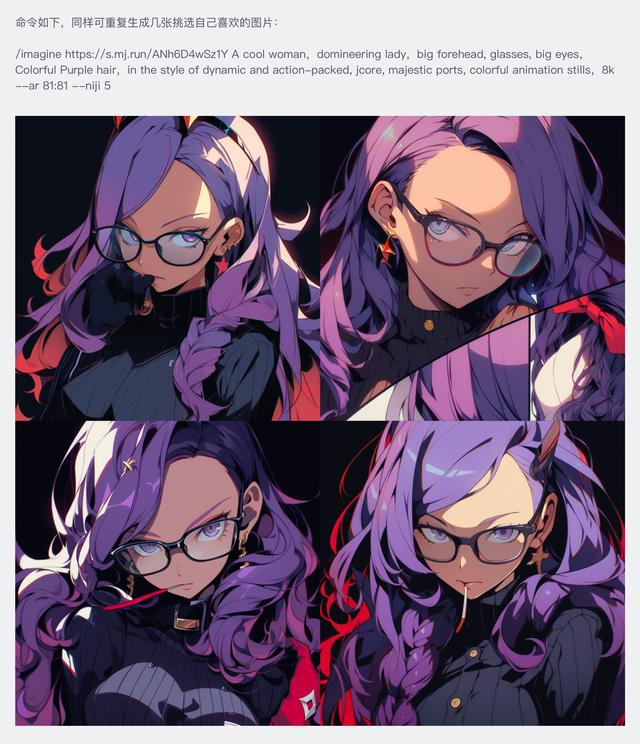 命令如下，同样可重复生成几张挑选自己喜欢的图片：
/imagine https://s.mj.run/ANh6D4wSz1Y A cool woman，domineering lady，big forehead, glasses, big eyes,
Colorful Purple hair，in the style of dynamic and action-packed, jcore, majestic ports, colorful animation stills，8k
--ar 81:81 --niji 5